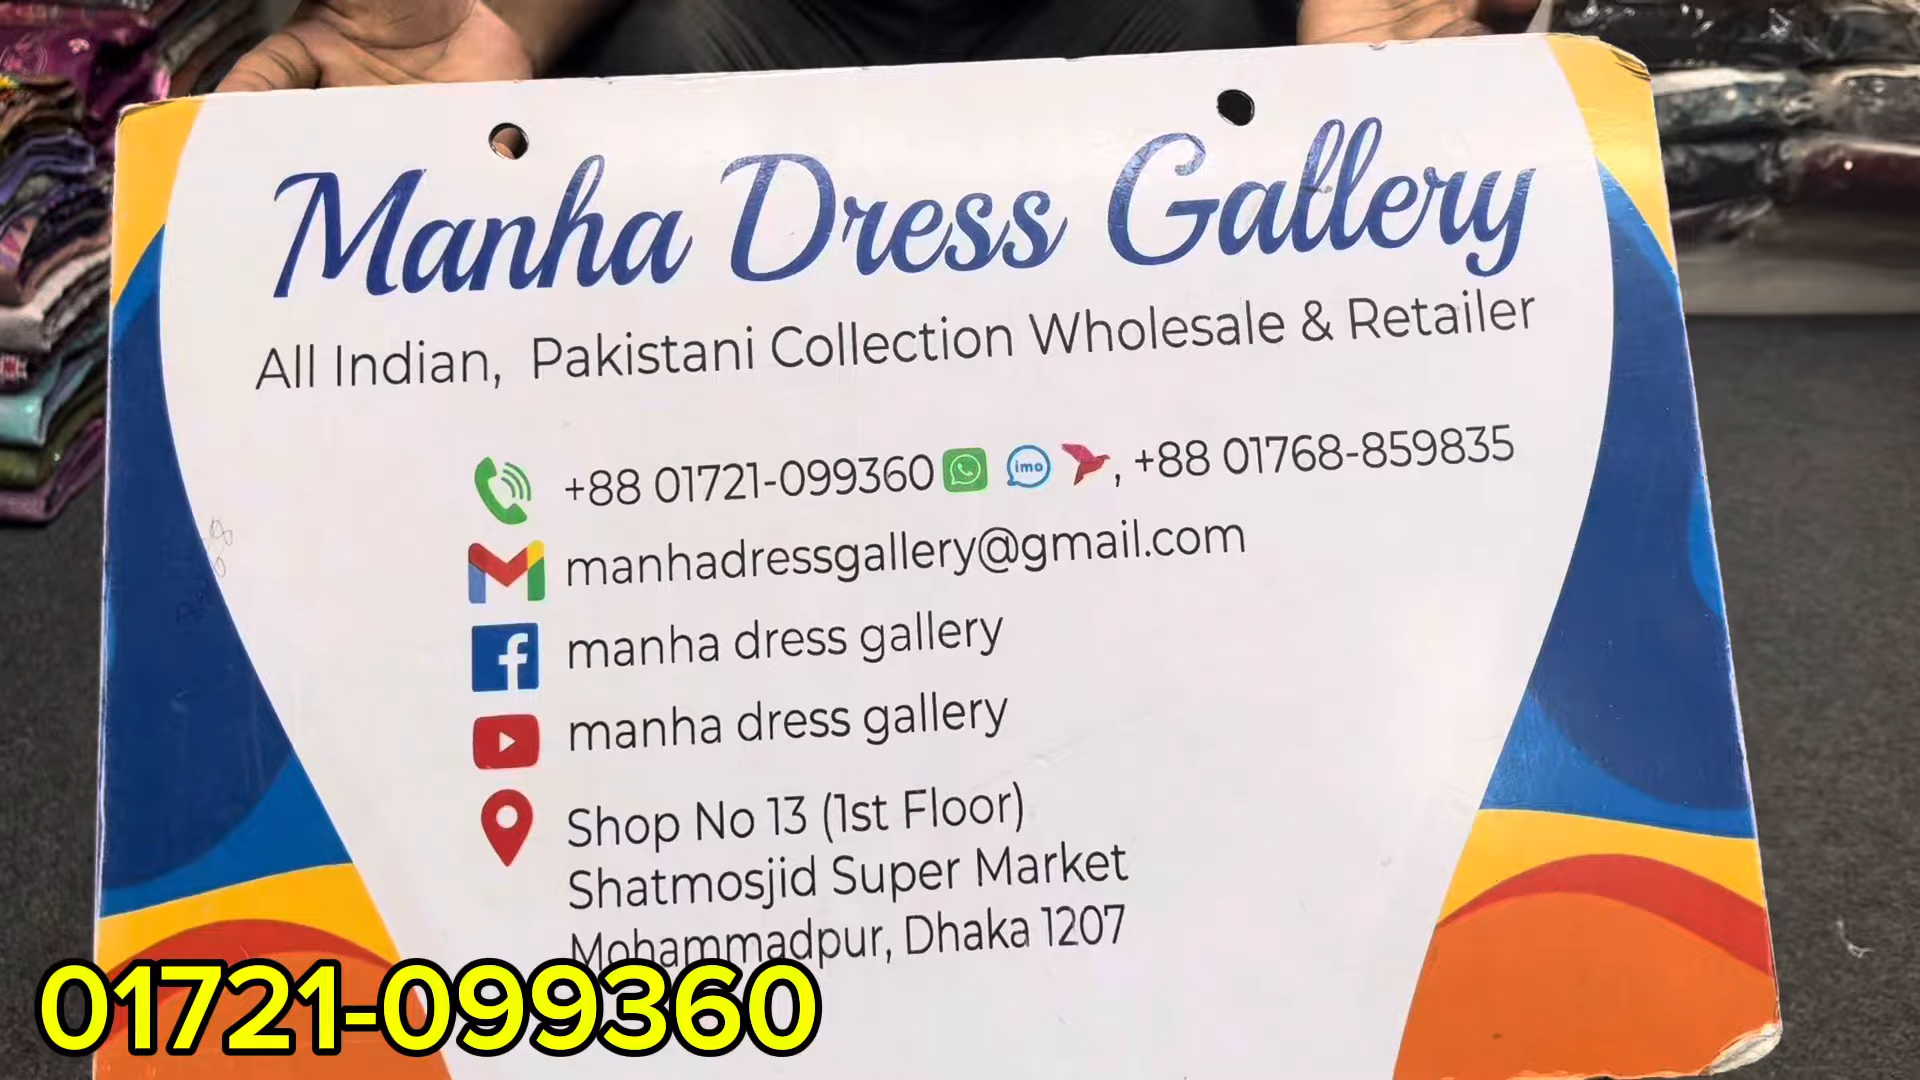 Manha Dress Gallery
All Indian, Pakistani Collection Wholesale & Retailer
+88 01721-099360 imo, +88 01768-859835
manhadressgallery@gmail.com
manha dress gallery
manha dress gallery
Shop No 13 (1st Floor)
Shatmosjid Super Market
Mohammadpur, Dhaka 1207
01721-099360